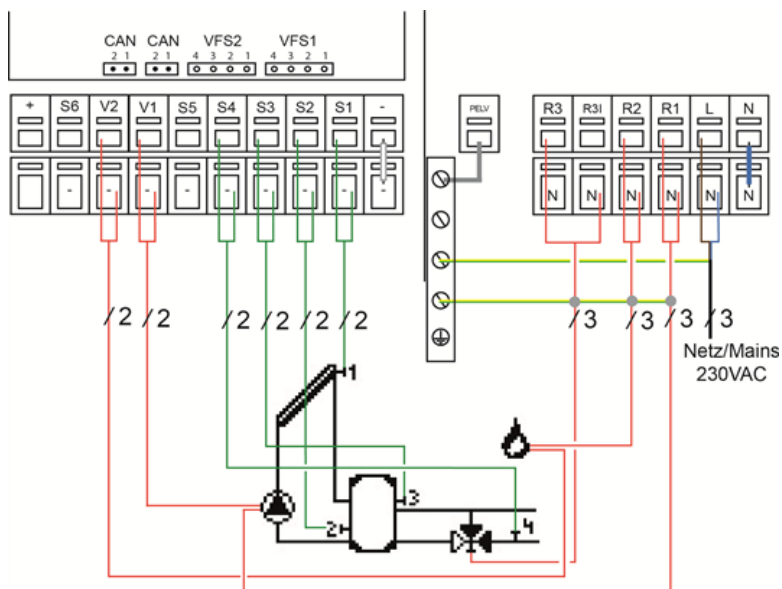 CAN CAN VFS2 VFS1
2 1 2 1 4 3 2 1 4 3 2 1
+ S6 V2 V1 S5 S4 S3 S2 S1 -
- - - - - - - - -
PELV
R3 R3I R2 R1 L N
N N N N N N
/2 /2 /2 /2 /2 /2
/3 /3 /3 /3
Netz/Mains
230VAC
1
3
2
4